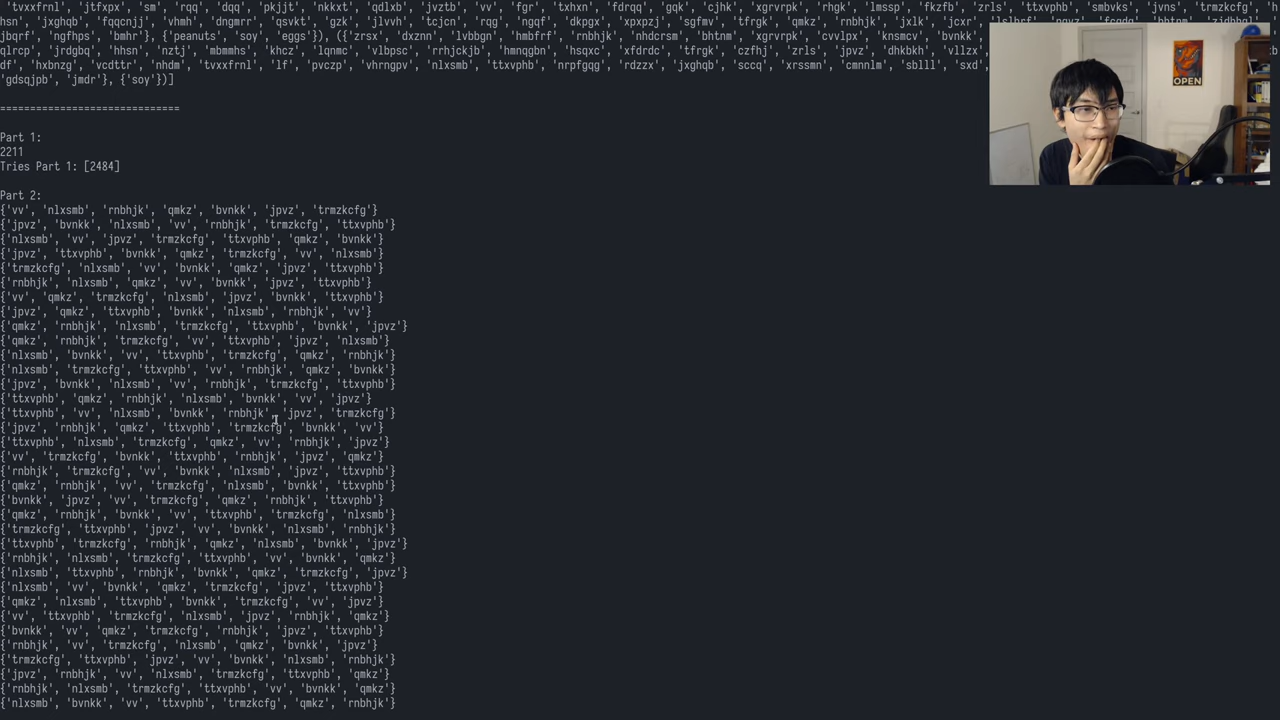 'tvxxfrnl', 'jtfxpx', 'sm', 'rqq', 'dqq', 'pkjjt', 'nkkxt', 'qdlxb', 'jvztb', 'vv', 'fgr', 'txhxn', 'fdrqq', 'gqk', 'cjhk', 'xgrvrpk', 'rhgk', 'lmssp', 'fkzfb', 'zrls', 'ttxvphb', 'smbvks', 'jvns', 'trmzkcfg', 'h
hsjk', 'jxghqb', 'fqqcnjj', 'vhmh', 'dngmrr', 'qsvkt', 'gzk', 'jlvvh', 'tcjcn', 'rqg', 'ngqf', 'dkpgx', 'xpxpzj', 'sgfmv', 'tfrgk', 'qmkz', 'rnbhjk', 'jxlk', 'jcxr',
jbqrf', 'ngfhps', 'bmhr'}, {'peanuts', 'soy', 'eggs'}), ({'zrsx', 'dxznn', 'lvbbgn', 'hmbfrf', 'rnbhjk', 'nhdcrsm', 'bhtnm', 'xgrvrpk', 'cvvlpx', 'knsmcv', 'bvnkk',
qlrcp', 'jrdgbq', 'hhsn', 'nztj', 'mbmmhs', 'khcz', 'lqnmc', 'vlbpsc', 'rrhjckjb', 'hmnqgbn', 'hsqxc', 'xfdrdc', 'tfrgk', 'czfhj', 'zrls', 'jpvz', 'dhkbkh', 'vllzx'
df', 'hxbnzg', 'vcdttr', 'nhdm', 'tvxxfrnl', 'lf', 'pvczp', 'vhrngpv', 'nlxsmb', 'ttxvphb', 'nrpfgqg', 'rdzzx', 'jxghqb', 'sccq', 'xrssmn', 'cmnnlm', 'sblll', 'sxd',
'gdsqjpb', 'jmdr'}, {'soy'})]
OPEN
==============================
Part 1:
2211
Tries Part 1: [2484]
Part 2:
{'vv', 'nlxsmb', 'rnbhjk', 'qmkz', 'bvnkk', 'jpvz', 'trmzkcfg'}
{'jpvz', 'bvnkk', 'nlxsmb', 'vv', 'rnbhjk', 'trmzkcfg', 'ttxvphb'}
{'nlxsmb', 'vv', 'jpvz', 'trmzkcfg', 'ttxvphb', 'qmkz', 'bvnkk'}
{'jpvz', 'ttxvphb', 'bvnkk', 'qmkz', 'trmzkcfg', 'vv', 'nlxsmb'}
{'trmzkcfg', 'nlxsmb', 'vv', 'bvnkk', 'qmkz', 'jpvz', 'ttxvphb'}
{'rnbhjk', 'nlxsmb', 'qmkz', 'vv', 'bvnkk', 'jpvz', 'ttxvphb'}
{'vv', 'qmkz', 'trmzkcfg', 'nlxsmb', 'jpvz', 'bvnkk', 'ttxvphb'}
{'jpvz', 'qmkz', 'ttxvphb', 'bvnkk', 'nlxsmb', 'rnbhjk', 'vv'}
{'qmkz', 'rnbhjk', 'nlxsmb', 'trmzkcfg', 'ttxvphb', 'bvnkk', 'jpvz'}
{'qmkz', 'rnbhjk', 'trmzkcfg', 'vv', 'ttxvphb', 'jpvz', 'nlxsmb'}
{'nlxsmb', 'bvnkk', 'vv', 'ttxvphb', 'trmzkcfg', 'qmkz', 'rnbhjk'}
{'nlxsmb', 'trmzkcfg', 'ttxvphb', 'vv', 'rnbhjk', 'qmkz', 'bvnkk'}
{'jpvz', 'bvnkk', 'nlxsmb', 'vv', 'rnbhjk', 'trmzkcfg', 'ttxvphb'}
{'ttxvphb', 'qmkz', 'rnbhjk', 'nlxsmb', 'bvnkk', 'vv', 'jpvz'}
{'ttxvphb', 'vv', 'nlxsmb', 'bvnkk', 'rnbhjk', 'jpvz', 'trmzkcfg'}
{'jpvz', 'rnbhjk', 'qmkz', 'ttxvphb', 'trmzkcfg', 'bvnkk', 'vv'}
{'ttxvphb', 'nlxsmb', 'trmzkcfg', 'qmkz', 'vv', 'rnbhjk', 'jpvz'}
{'vv', 'trmzkcfg', 'bvnkk', 'ttxvphb', 'rnbhjk', 'jpvz', 'qmkz'}
{'rnbhjk', 'trmzkcfg', 'vv', 'bvnkk', 'nlxsmb', 'jpvz', 'ttxvphb'}
{'qmkz', 'rnbhjk', 'vv', 'trmzkcfg', 'nlxsmb', 'bvnkk', 'ttxvphb'}
{'bvnkk', 'jpvz', 'vv', 'trmzkcfg', 'qmkz', 'rnbhjk', 'ttxvphb'}
{'qmkz', 'rnbhjk', 'bvnkk', 'vv', 'ttxvphb', 'trmzkcfg', 'nlxsmb'}
{'trmzkcfg', 'ttxvphb', 'jpvz', 'vv', 'bvnkk', 'nlxsmb', 'rnbhjk'}
{'ttxvphb', 'trmzkcfg', 'rnbhjk', 'qmkz', 'nlxsmb', 'bvnkk', 'jpvz'}
{'rnbhjk', 'nlxsmb', 'trmzkcfg', 'ttxvphb', 'vv', 'bvnkk', 'qmkz'}
{'nlxsmb', 'ttxvphb', 'rnbhjk', 'bvnkk', 'qmkz', 'trmzkcfg', 'jpvz'}
{'nlxsmb', 'vv', 'bvnkk', 'qmkz', 'trmzkcfg', 'jpvz', 'ttxvphb'}
{'qmkz', 'nlxsmb', 'ttxvphb', 'bvnkk', 'trmzkcfg', 'vv', 'jpvz'}
{'vv', 'ttxvphb', 'trmzkcfg', 'nlxsmb', 'jpvz', 'rnbhjk', 'qmkz'}
{'bvnkk', 'vv', 'qmkz', 'trmzkcfg', 'rnbhjk', 'jpvz', 'ttxvphb'}
{'rnbhjk', 'vv', 'trmzkcfg', 'nlxsmb', 'qmkz', 'bvnkk', 'jpvz'}
{'trmzkcfg', 'ttxvphb', 'jpvz', 'vv', 'bvnkk', 'nlxsmb', 'rnbhjk'}
{'jpvz', 'rnbhjk', 'vv', 'nlxsmb', 'trmzkcfg', 'ttxvphb', 'qmkz'}
{'rnbhjk', 'nlxsmb', 'trmzkcfg', 'ttxvphb', 'vv', 'bvnkk', 'qmkz'}
{'nlxsmb', 'bvnkk', 'vv', 'ttxvphb', 'trmzkcfg', 'qmkz', 'rnbhjk'}